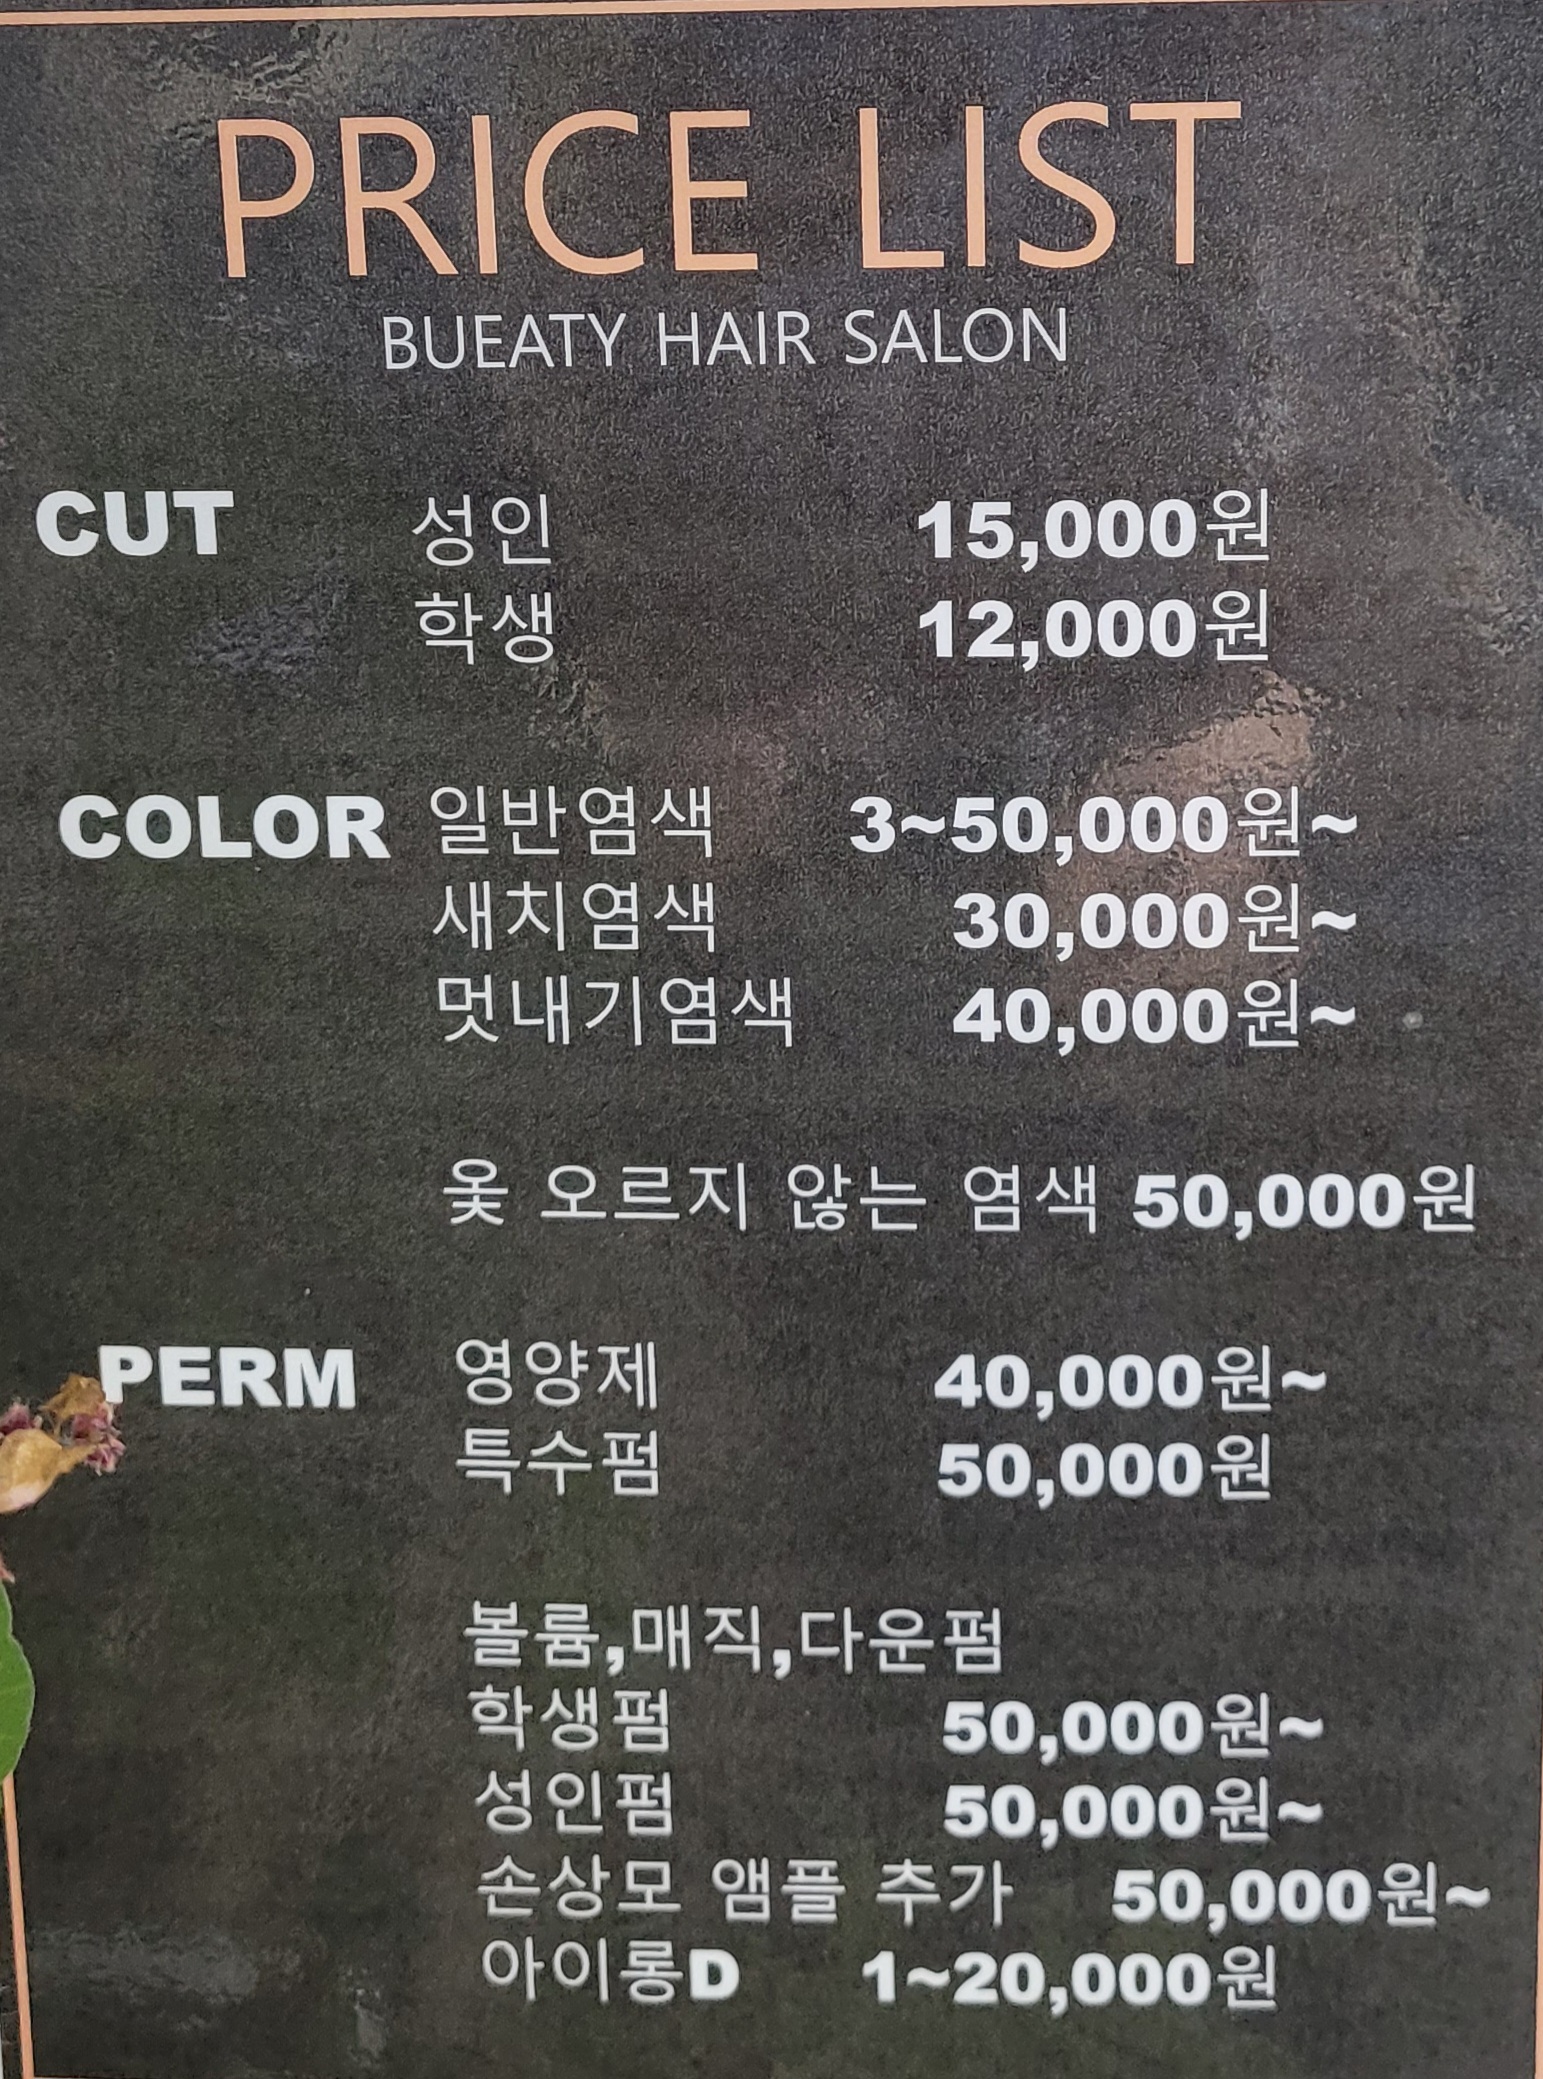 PRICE LIST
BUEATY HAIR SALON
CUT 성인 15,000원
학생 12,000원
COLOR 일반염색 3~50,000원~
새치염색 30,000원~
멋내기염색 40,000원~
옻 오르지 않는 염색 50,000원
PERM 영양제 40,000원~
특수펌 50,000원
볼륨,매직,다운펌
학생펌 50,000원~
성인펌 50,000원~
손상모 앰플 추가 50,000원~
아이롱D 1~20,000원